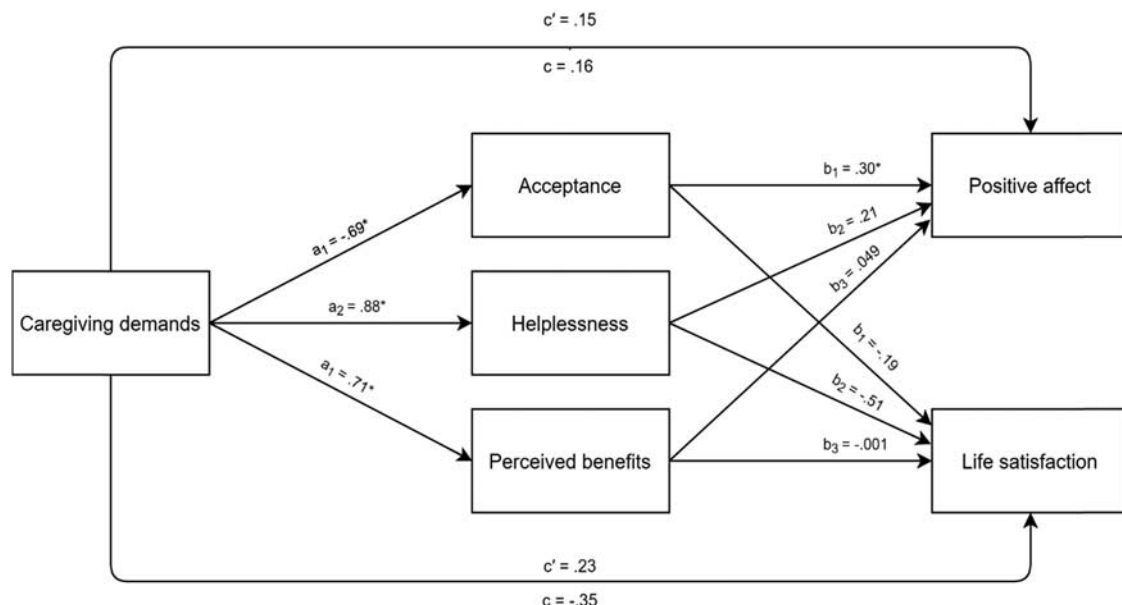 c′ = .15
c = .16
Acceptance
b₁ = .30*
Positive affect
a₁ = -.69*
b₂ = .21
b₃ = .049
Caregiving demands
a₂ = .88*
Helplessness
b₁ = -.19
a₁ = .71*
b₂ = -.51
Perceived benefits
b₃ = -.001
Life satisfaction
c′ = .23
c = -.35